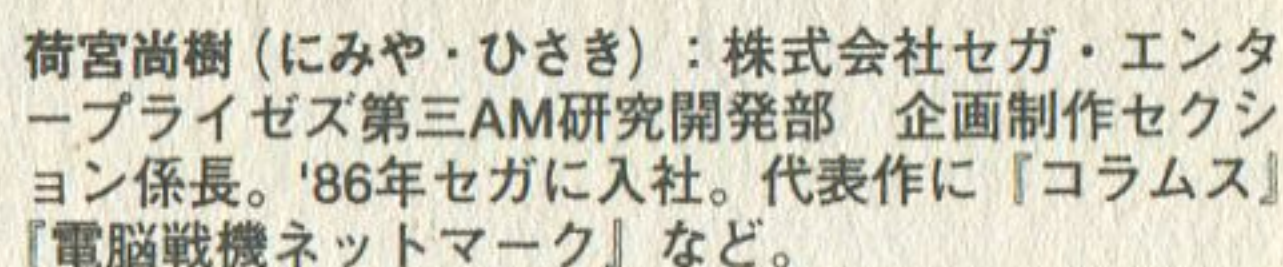 荷宮尚樹（にみや・ひさき）：株式会社セガ・エンタ
ープライゼズ第三AM研究開発部　企画制作セクシ
ョン係長。'86年セガに入社。代表作に『コラムス』
『電脳戦機ネットマーク』など。